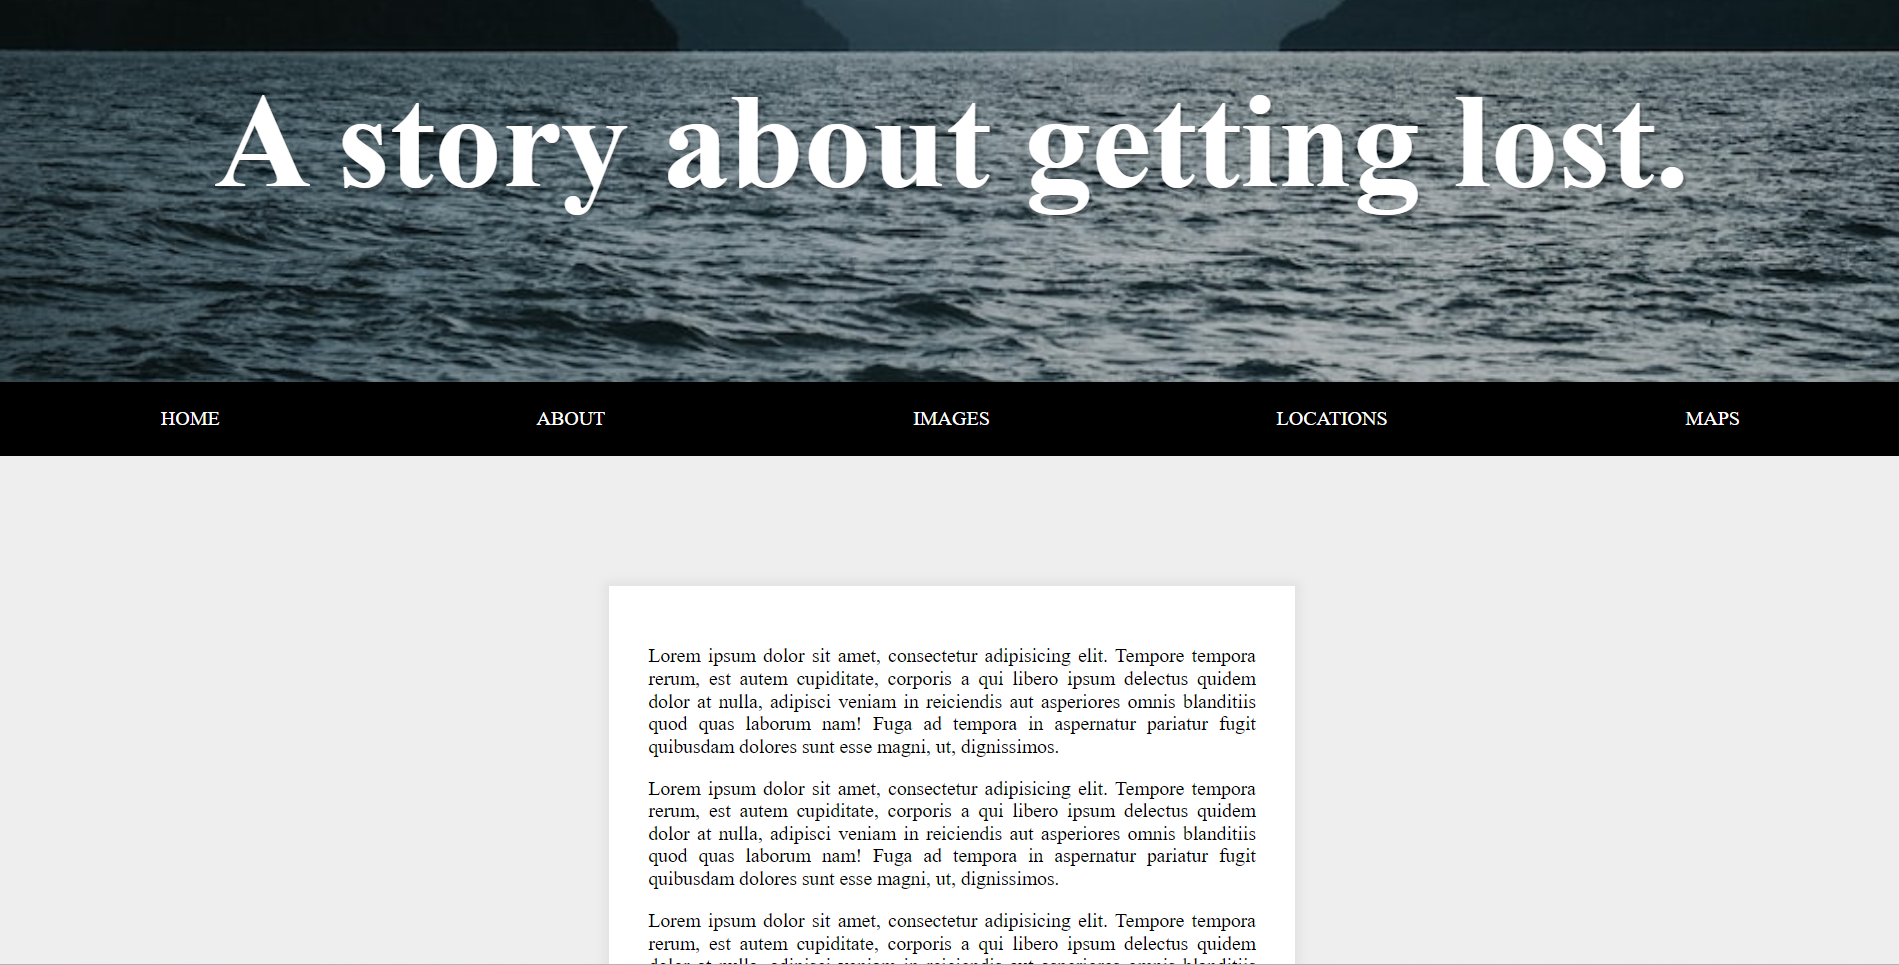 A story about getting lost.
HOME ABOUT IMAGES LOCATIONS MAPS
Lorem ipsum dolor sit amet, consectetur adipisicing elit. Tempore tempora
rerum, est autem cupiditate, corporis a qui libero ipsum delectus quidem
dolor at nulla, adipisci veniam in reiciendis aut asperiores omnis blanditiis
quod quas laborum nam! Fuga ad tempora in aspernatur pariatur fugit
quibusdam dolores sunt esse magni, ut, dignissimos.
Lorem ipsum dolor sit amet, consectetur adipisicing elit. Tempore tempora
rerum, est autem cupiditate, corporis a qui libero ipsum delectus quidem
dolor at nulla, adipisci veniam in reiciendis aut asperiores omnis blanditiis
quod quas laborum nam! Fuga ad tempora in aspernatur pariatur fugit
quibusdam dolores sunt esse magni, ut, dignissimos.
Lorem ipsum dolor sit amet, consectetur adipisicing elit. Tempore tempora
rerum, est autem cupiditate, corporis a qui libero ipsum delectus quidem